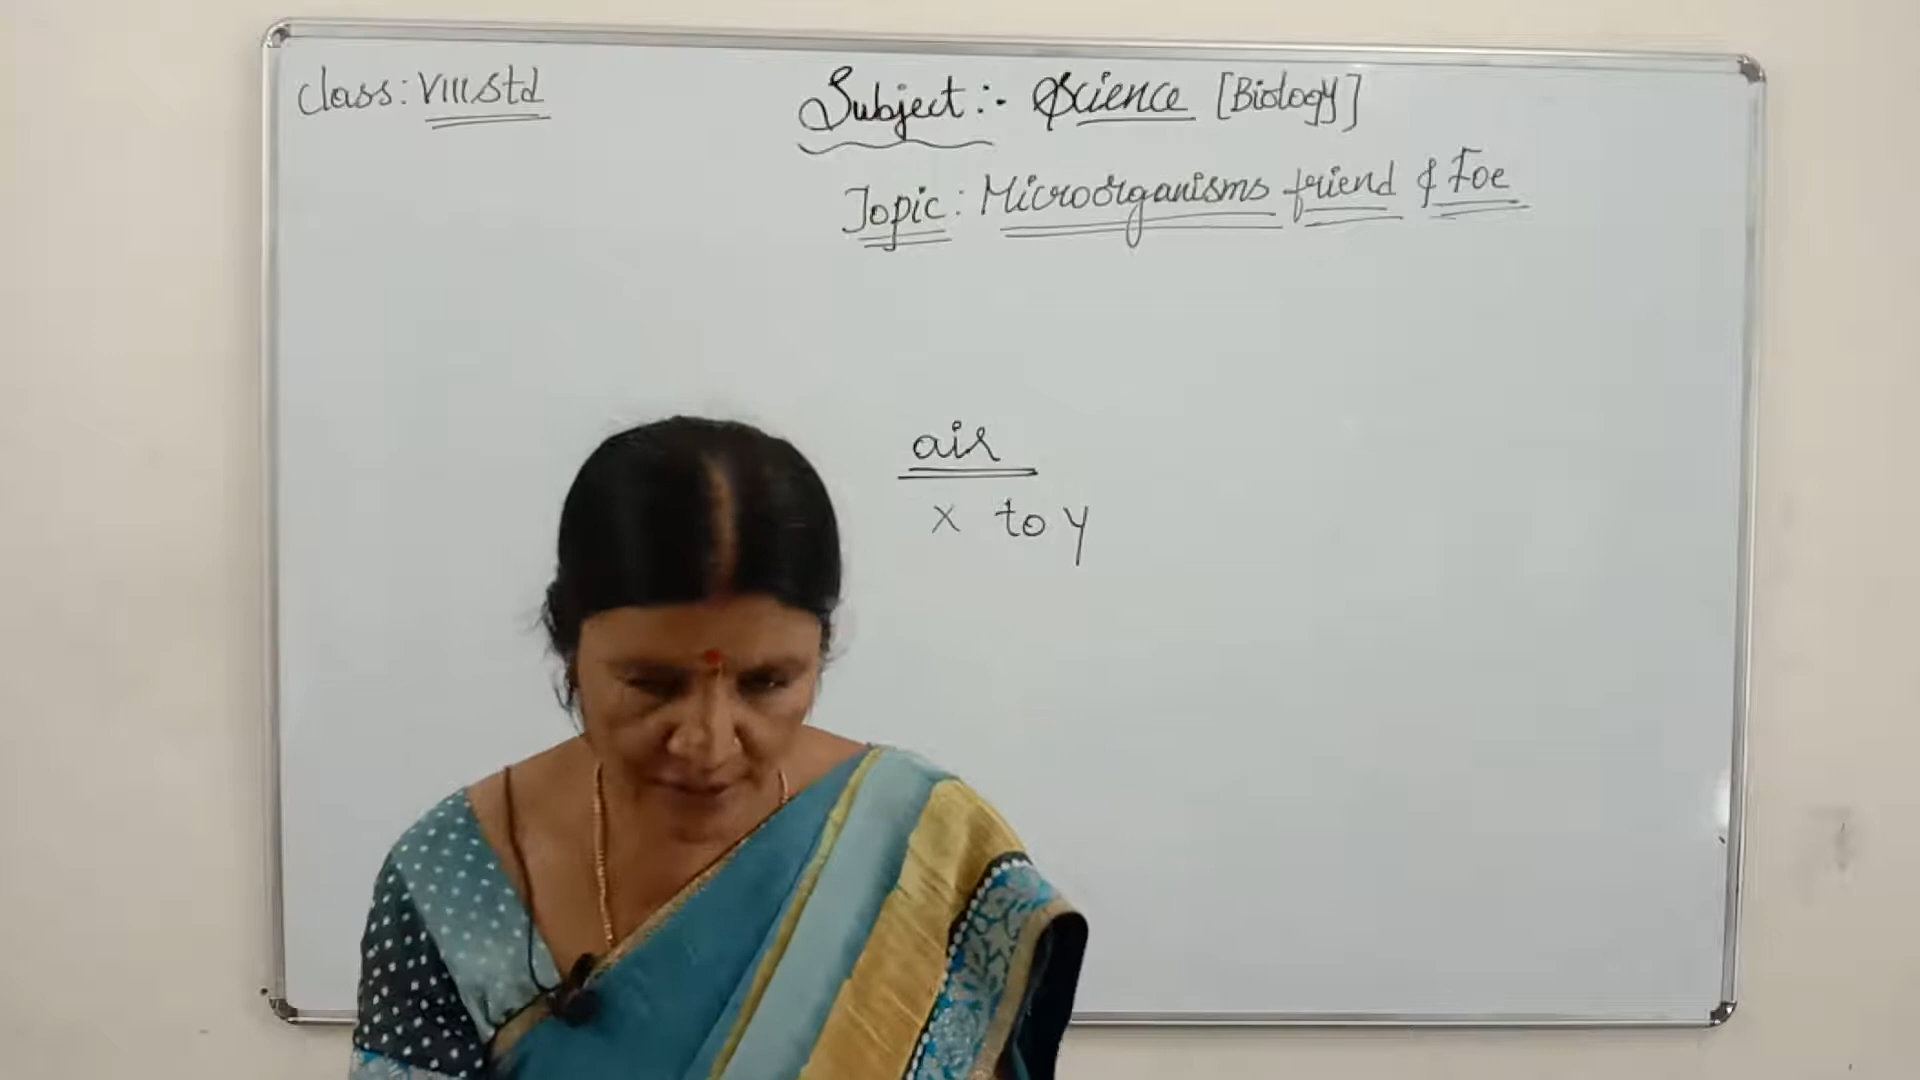 class: VIII Std
Subject:- Science [Biology]
Topic: Microorganisms friend & Foe
air
x to y